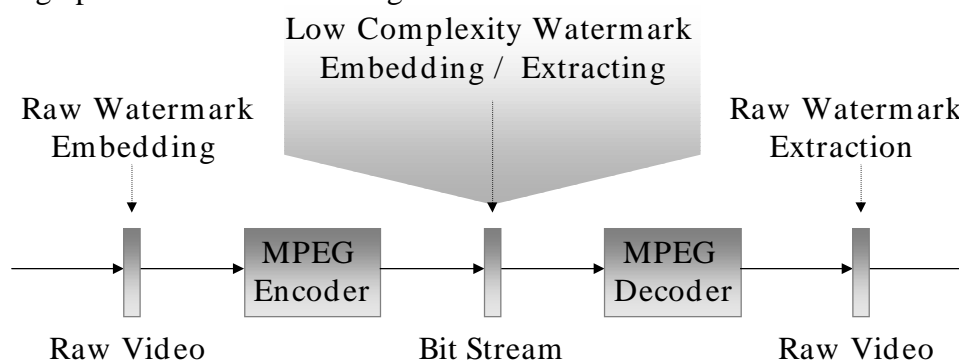 Low Complexity Watermark
Embedding / Extracting
Raw Watermark
Embedding
Raw Watermark
Extraction
MPEG
Encoder
MPEG
Decoder
Raw Video
Bit Stream
Raw Video